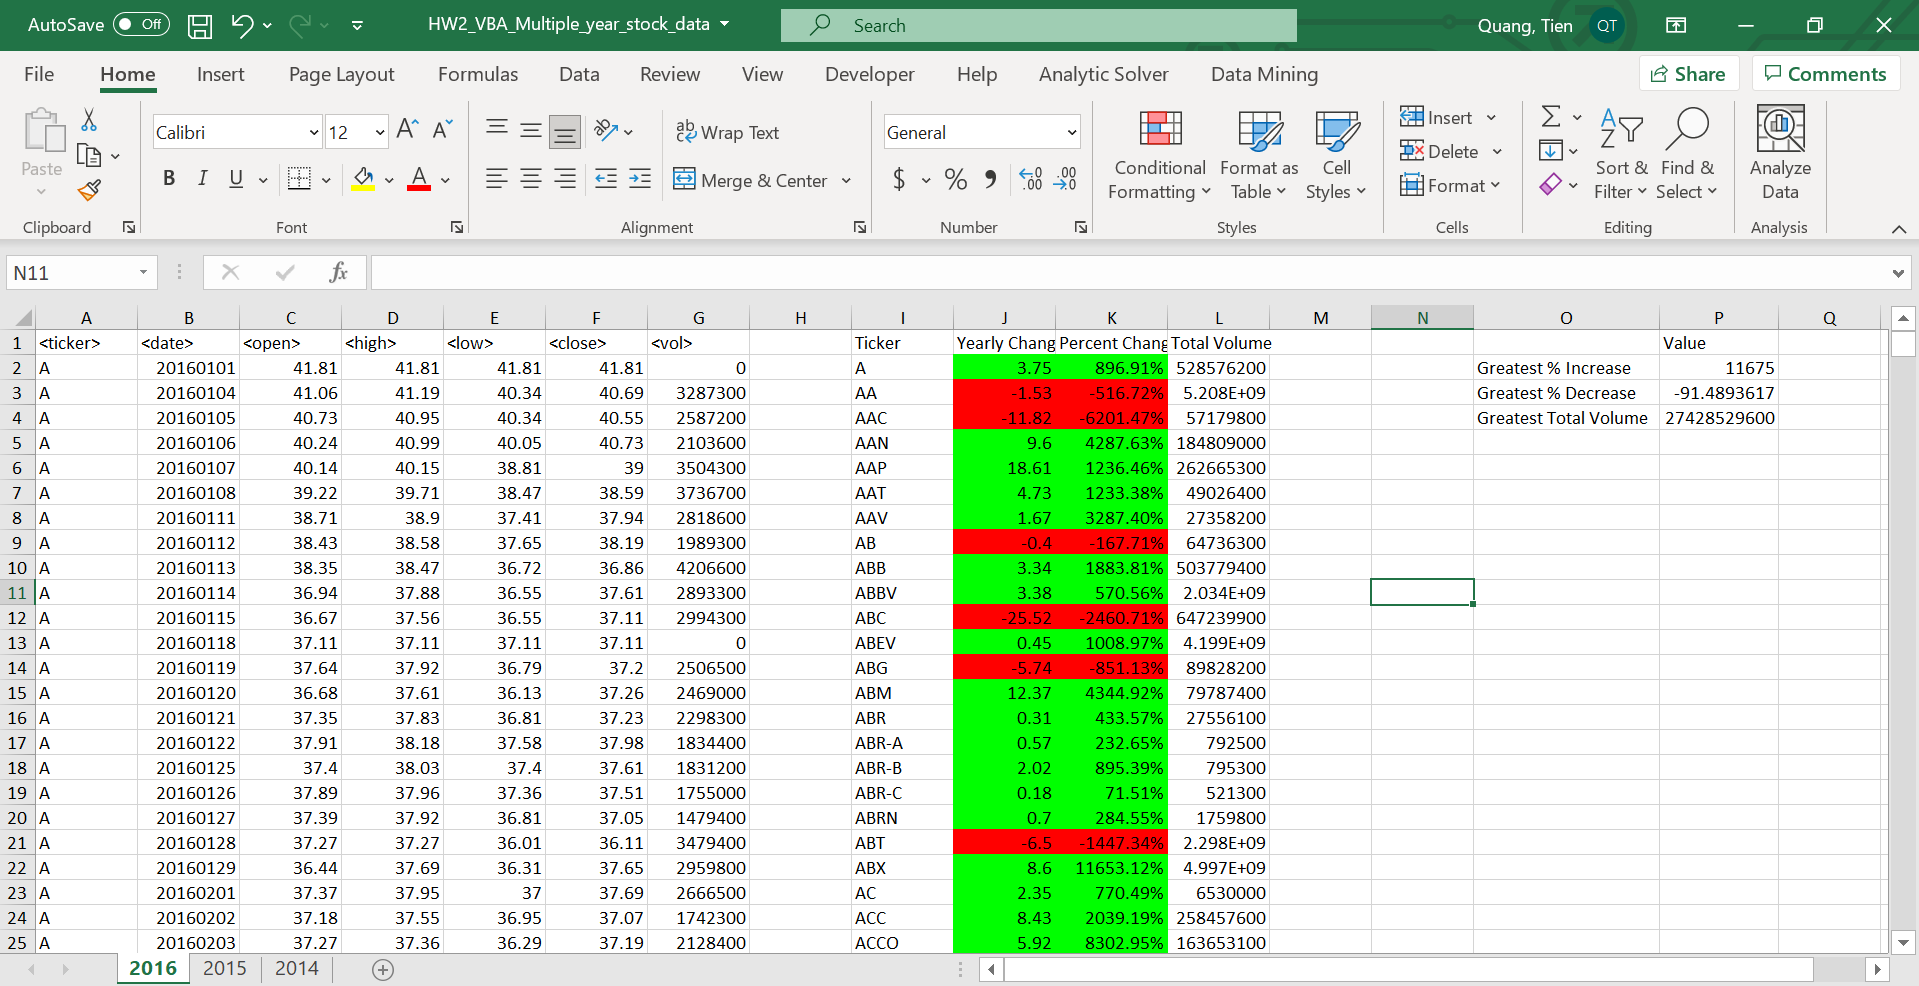 AutoSave Off HW2_VBA_Multiple_year_stock_data Search Quang, Tien QT
File Home Insert Page Layout Formulas Data Review View Developer Help Analytic Solver Data Mining Share Comments
Calibri 12 A A ab Wrap Text General Insert
Paste Conditional Formatting Format as Table Cell Styles Delete Sort & Filter Find & Select Analyze Data
B I U A Merge & Center $ % Format
Clipboard Font Alignment Number Styles Cells Editing Analysis
N11 fx
A B C D E F G H I J K L M N O P Q
1 <ticker> <date> <open> <high> <low> <close> <vol> Ticker Yearly Chang Percent Chang Total Volume Value
2 A 20160101 41.81 41.81 41.81 41.81 0 A 3.75 896.91% 528576200 Greatest % Increase 11675
3 A 20160104 41.06 41.19 40.34 40.69 3287300 AA -1.53 -516.72% 5.208E+09 Greatest % Decrease -91.4893617
4 A 20160105 40.73 40.95 40.34 40.55 2587200 AAC -11.82 -6201.47% 57179800 Greatest Total Volume 27428529600
5 A 20160106 40.24 40.99 40.05 40.73 2103600 AAN 9.6 4287.63% 184809000
6 A 20160107 40.14 40.15 38.81 39 3504300 AAP 18.61 1236.46% 262665300
7 A 20160108 39.22 39.71 38.47 38.59 3736700 AAT 4.73 1233.38% 49026400
8 A 20160111 38.71 38.9 37.41 37.94 2818600 AAV 1.67 3287.40% 27358200
9 A 20160112 38.43 38.58 37.65 38.19 1989300 AB -0.4 -167.71% 64736300
10 A 20160113 38.35 38.47 36.72 36.86 4206600 ABB 3.34 1883.81% 503779400
11 A 20160114 36.94 37.88 36.55 37.61 2893300 ABBV 3.38 570.56% 2.034E+09
12 A 20160115 36.67 37.56 36.55 37.11 2994300 ABC -25.52 -2460.71% 647239900
13 A 20160118 37.11 37.11 37.11 37.11 0 ABEV 0.45 1008.97% 4.199E+09
14 A 20160119 37.64 37.92 36.79 37.2 2506500 ABG -5.74 -851.13% 89828200
15 A 20160120 36.68 37.61 36.13 37.26 2469000 ABM 12.37 4344.92% 79787400
16 A 20160121 37.35 37.83 36.81 37.23 2298300 ABR 0.31 433.57% 27556100
17 A 20160122 37.91 38.18 37.58 37.98 1834400 ABR-A 0.57 232.65% 792500
18 A 20160125 37.4 38.03 37.4 37.61 1831200 ABR-B 2.02 895.39% 795300
19 A 20160126 37.89 37.96 37.36 37.51 1755000 ABR-C 0.18 71.51% 521300
20 A 20160127 37.39 37.92 36.81 37.05 1479400 ABRN 0.7 284.55% 1759800
21 A 20160128 37.27 37.27 36.01 36.11 3479400 ABT -6.5 -1447.34% 2.298E+09
22 A 20160129 36.44 37.69 36.31 37.65 2959800 ABX 8.6 11653.12% 4.997E+09
23 A 20160201 37.37 37.95 37 37.69 2666500 AC 2.35 770.49% 6530000
24 A 20160202 37.18 37.55 36.95 37.07 1742300 ACC 8.43 2039.19% 258457600
25 A 20160203 37.27 37.36 36.29 37.19 2128400 ACCO 5.92 8302.95% 163653100
2016 2015 2014